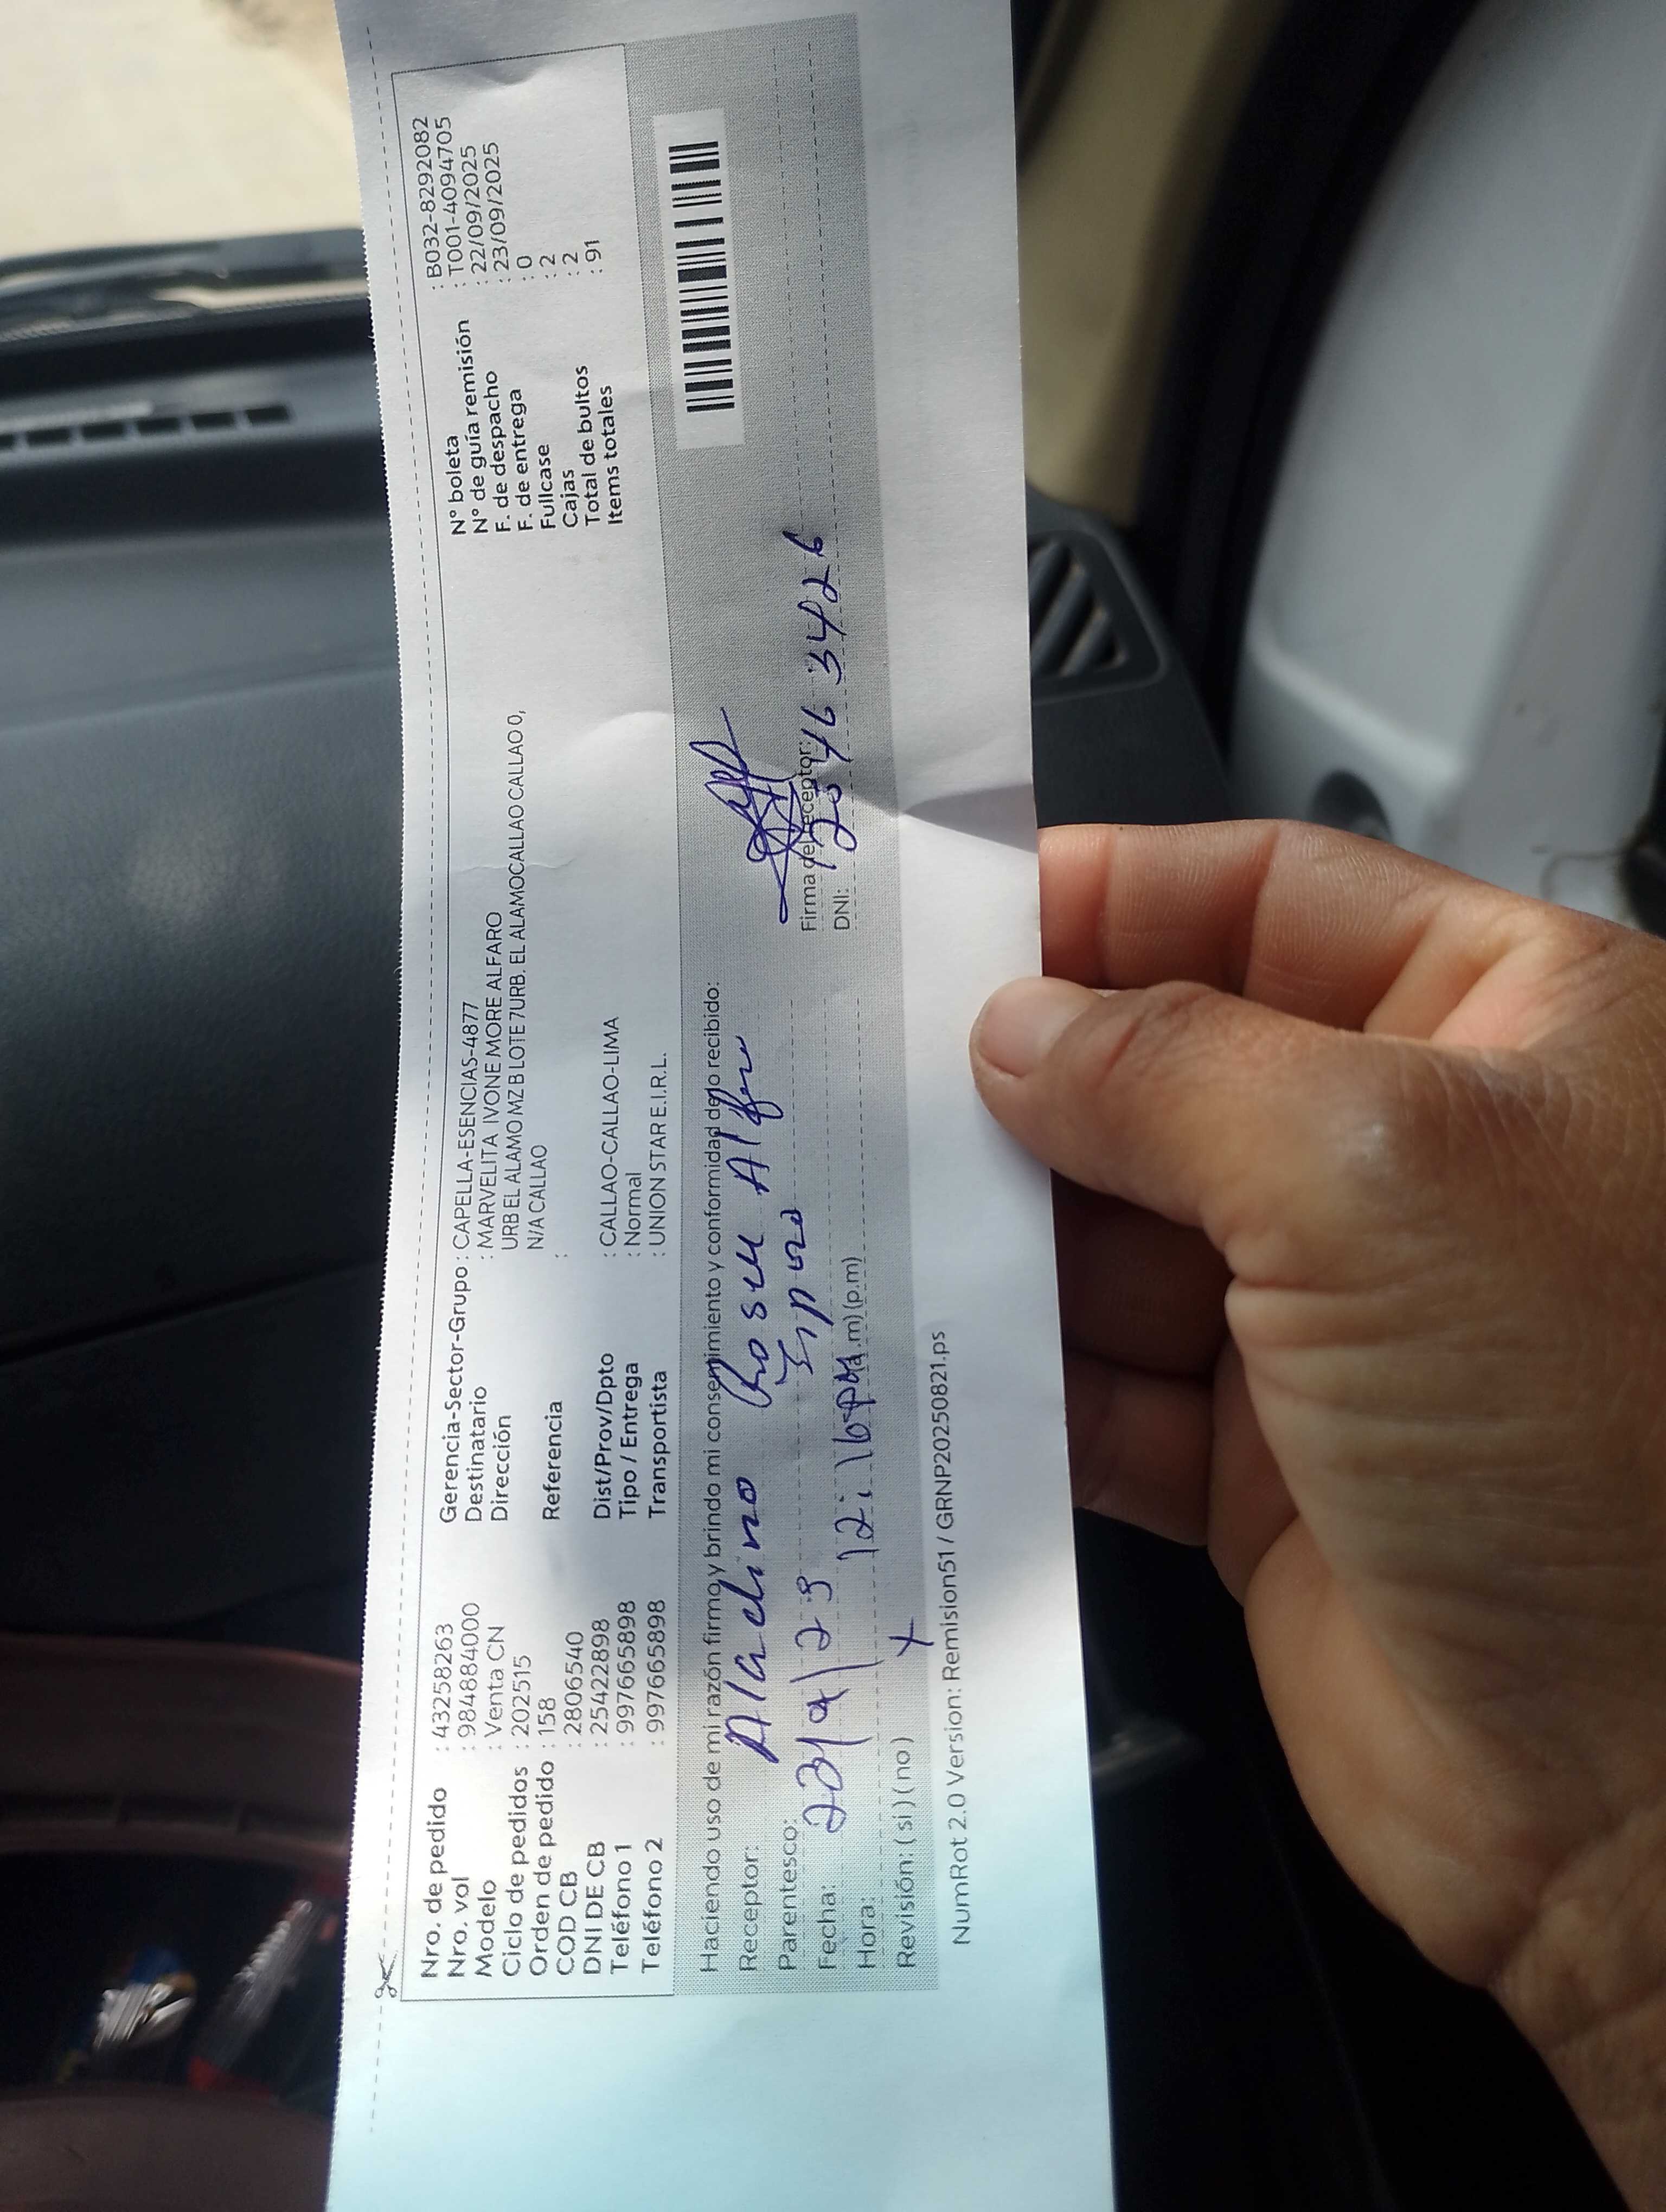 Nro. de pedido : 43258263
Nro. vol : 984884000
Modelo : Venta CN
Ciclo de pedidos : 202515
Orden de pedido : 158
COD CB : 2806540
DNI DE CB : 25422898
Teléfono 1 : 997665898
Teléfono 2 : 997665898
Gerencia-Sector-Grupo : CAPELLA-ESENCIAS-4877
Destinatario : MARVELITA IVONE MORE ALFARO
Dirección URB EL ALAMO MZ B LOTE 7URB. EL ALAMOCALLAO CALLAO 0,
N/A CALLAO
Referencia :
Dist/Prov/Dpto : CALLAO-CALLAO-LIMA
Tipo / Entrega : Normal
Transportista : UNION STAR E.I.R.L.
N° boleta : B032-8292082
N° de guía remisión : T001-4094705
F. de despacho : 22/09/2025
F. de entrega : 23/09/2025
Fullcase : 0
Cajas : 2
Total de bultos : 2
Items totales : 91
Haciendo uso de mi razón firmo y brindo mi consentimiento y conformidad de lo recibido:
Receptor:
Parentesco:
Fecha:
Hora: 12:16 PM (a.m) (p.m)
Revisión: (si) (no) X
Firma del receptor:
DNI:
NumRot 2.0 Version: Remision51 / GRNP20250821.ps